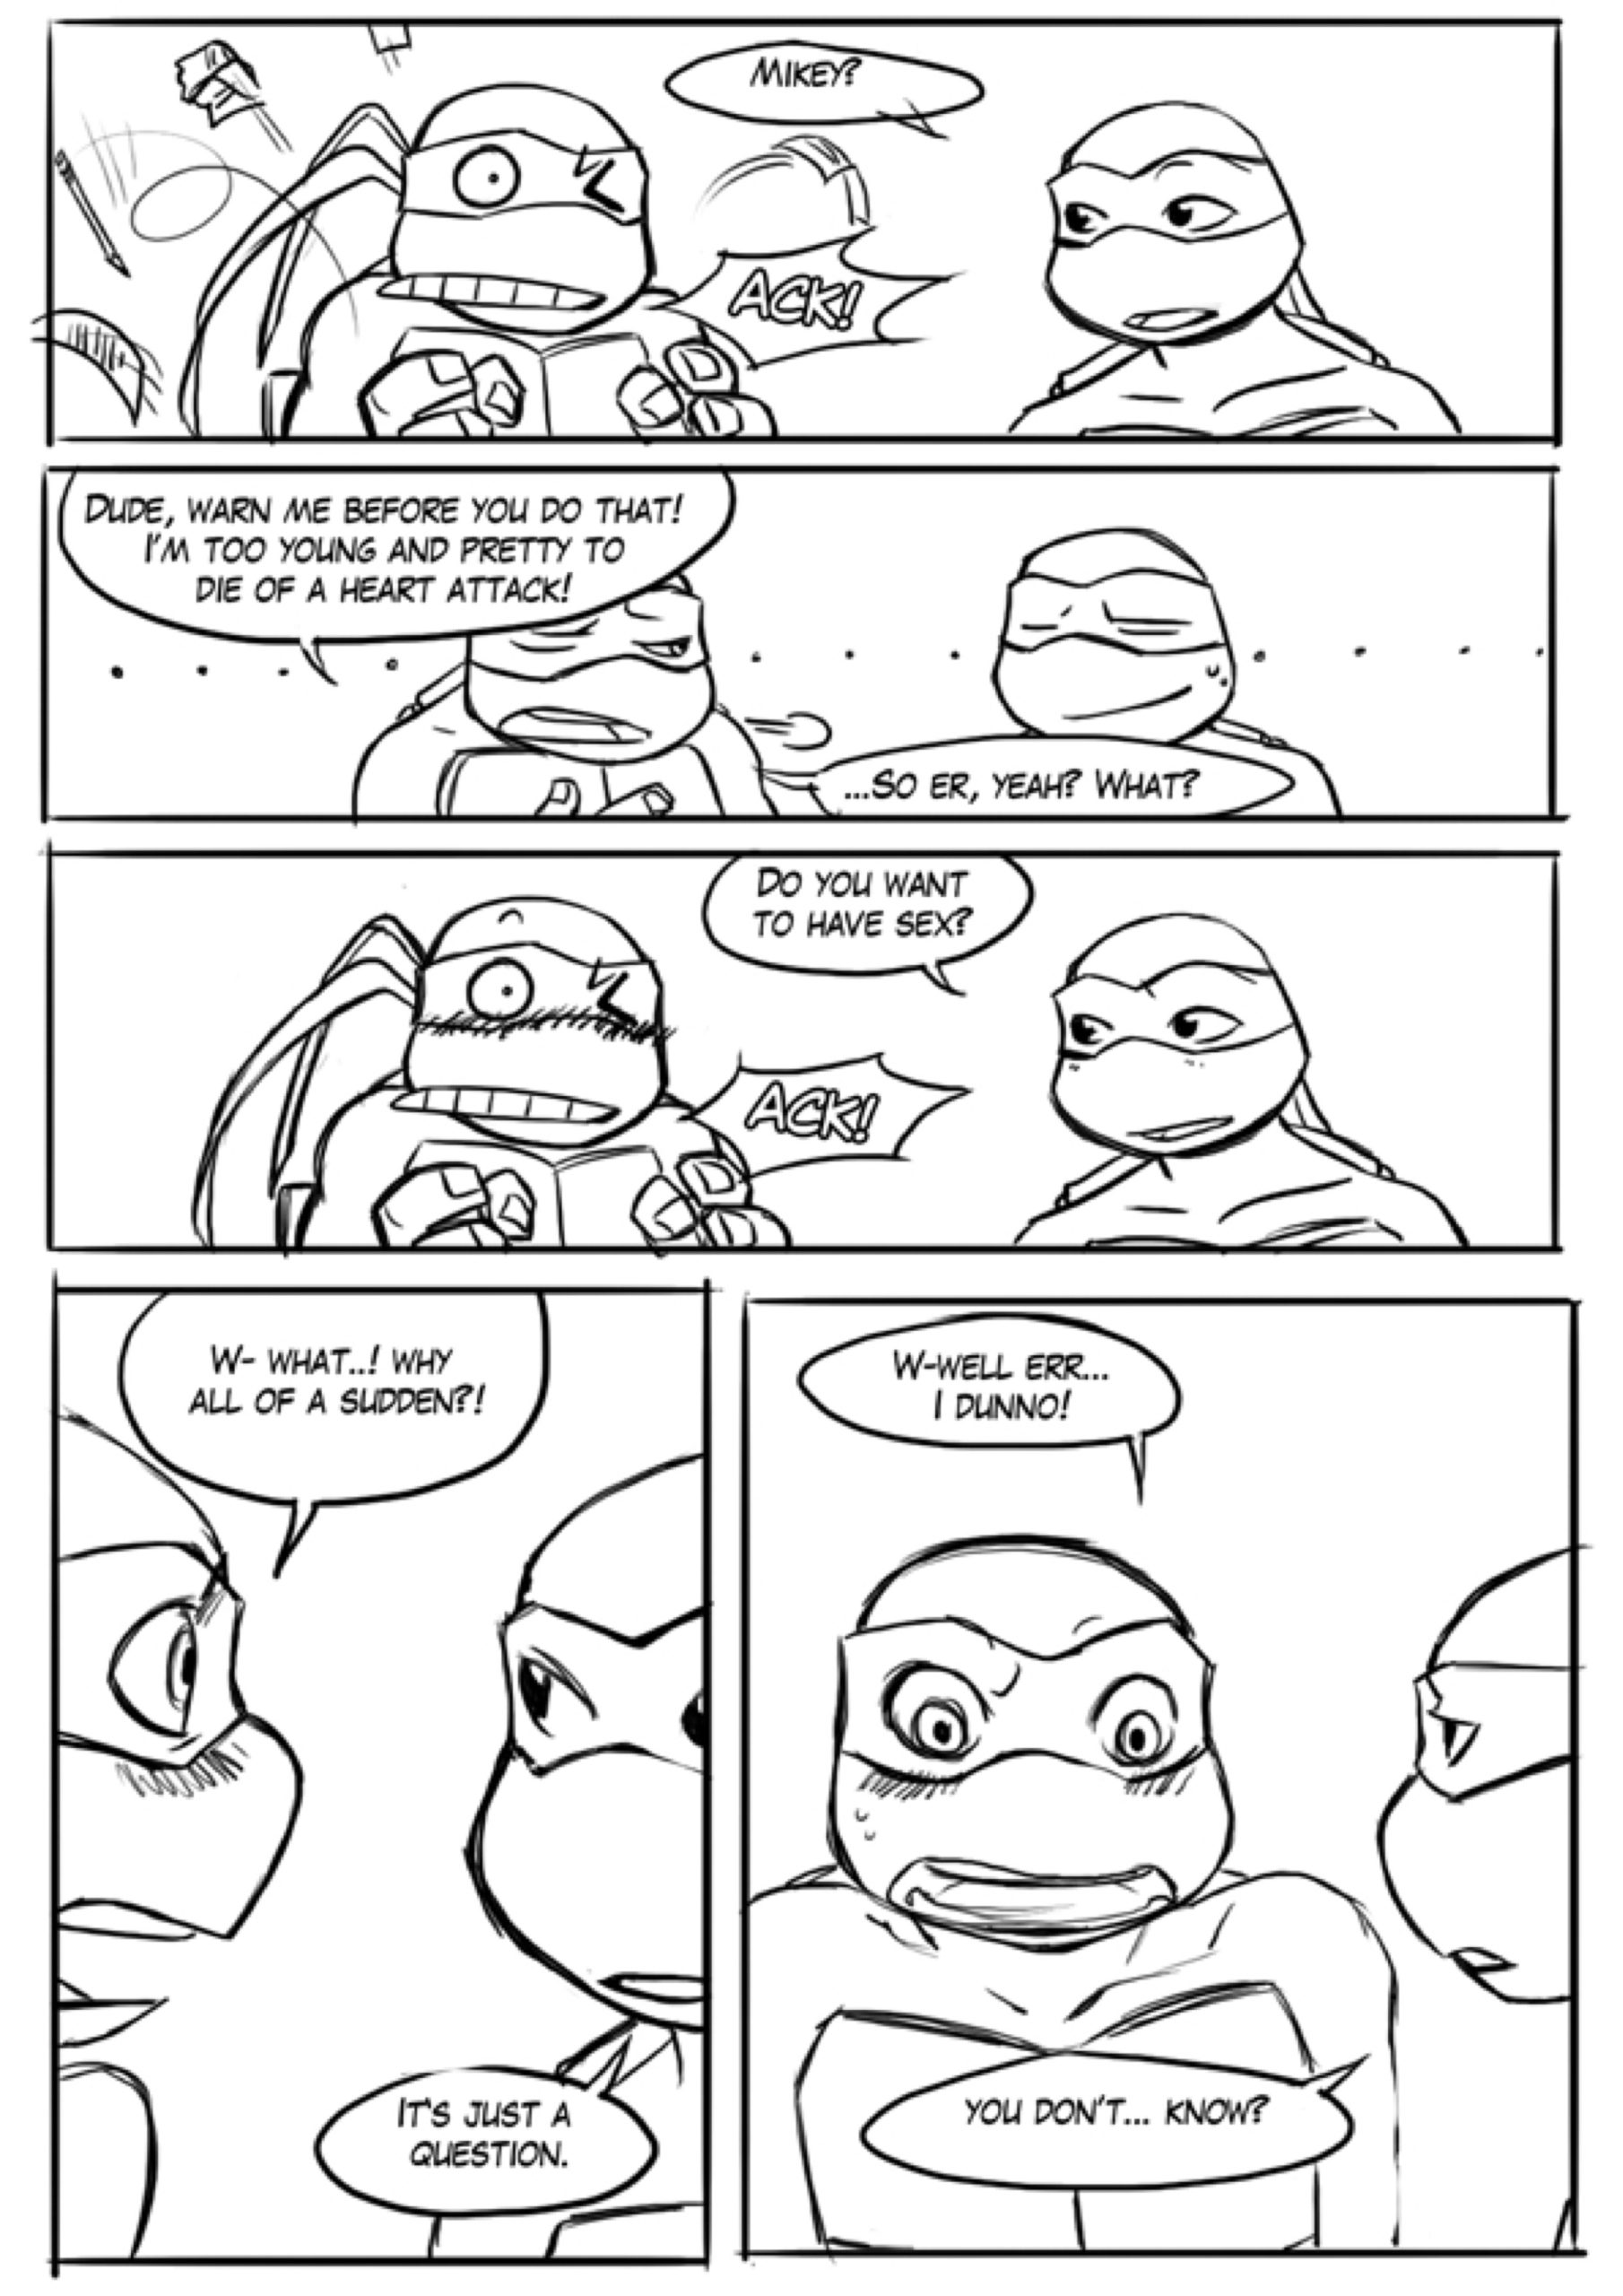 MIKEY?
ACK!
DUDE, WARN ME BEFORE YOU DO THAT!
I'M TOO YOUNG AND PRETTY TO
DIE OF A HEART ATTACK!
...SO ER, YEAH? WHAT?
DO YOU WANT
TO HAVE SEX?
ACK!
W- WHAT..! WHY
ALL OF A SUDDEN?!
IT'S JUST A
QUESTION.
W-WELL ERR...
I DUNNO!
YOU DON'T... KNOW?